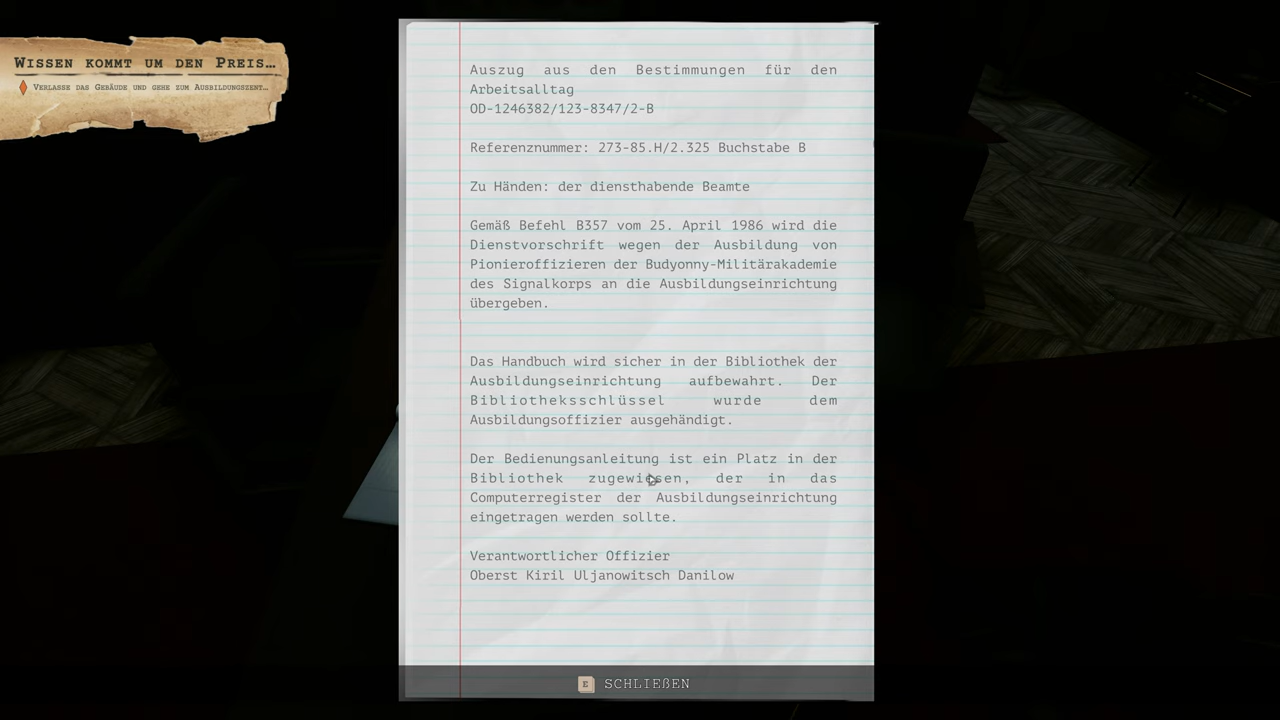 Wissen kommt um den Preis…
Verlasse das Gebäude und gehe zum Ausbildungszent…
Auszug aus den Bestimmungen für den
Arbeitsalltag
OD-1246382/123-8347/2-B
Referenznummer: 273-85.H/2.325 Buchstabe B
Zu Händen: der diensthabende Beamte
Gemäß Befehl B357 vom 25. April 1986 wird die
Dienstvorschrift wegen der Ausbildung von
Pionieroffizieren der Budyonny-Militärakademie
des Signalkorps an die Ausbildungseinrichtung
übergeben.
Das Handbuch wird sicher in der Bibliothek der
Ausbildungseinrichtung aufbewahrt. Der
Bibliotheksschlüssel wurde dem
Ausbildungsoffizier ausgehändigt.
Der Bedienungsanleitung ist ein Platz in der
Bibliothek zugewiesen, der in das
Computerregister der Ausbildungseinrichtung
eingetragen werden sollte.
Verantwortlicher Offizier
Oberst Kiril Uljanowitsch Danilow
E SCHLIEßEN